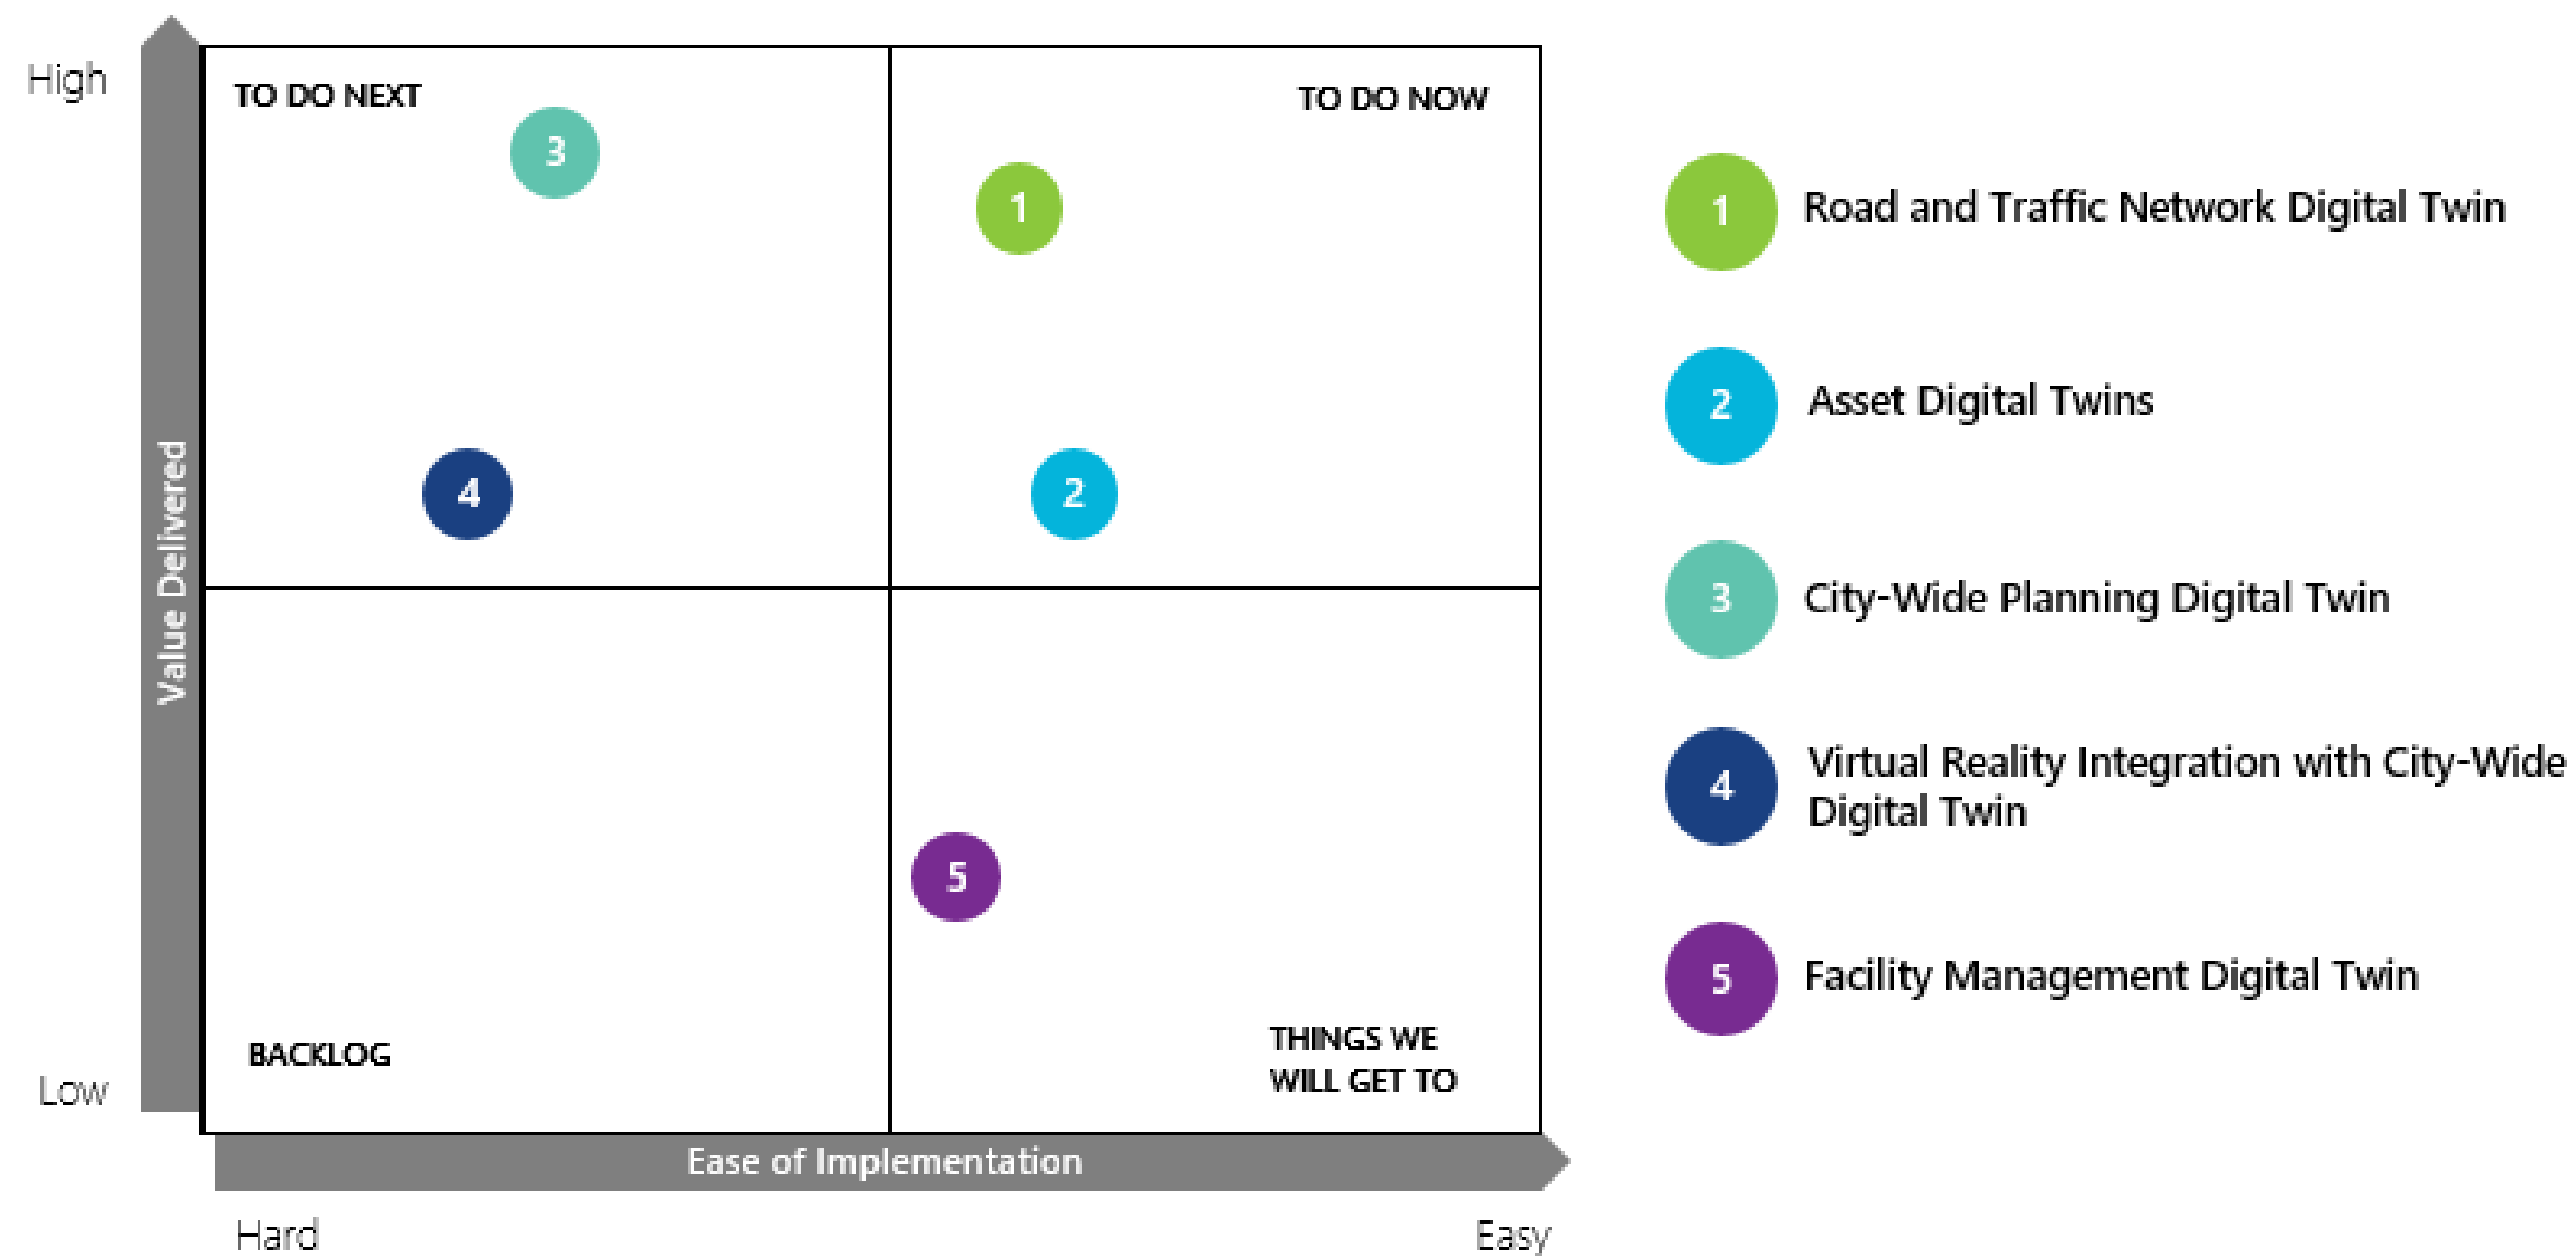 High
TO DO NEXT
TO DO NOW
3
1
4
2
Value Delivered
5
BACKLOG
THINGS WE
WILL GET TO
Low
Ease of Implementation
Hard
Easy
1
Road and Traffic Network Digital Twin
2
Asset Digital Twins
3
City-Wide Planning Digital Twin
4
Virtual Reality Integration with City-Wide
Digital Twin
5
Facility Management Digital Twin